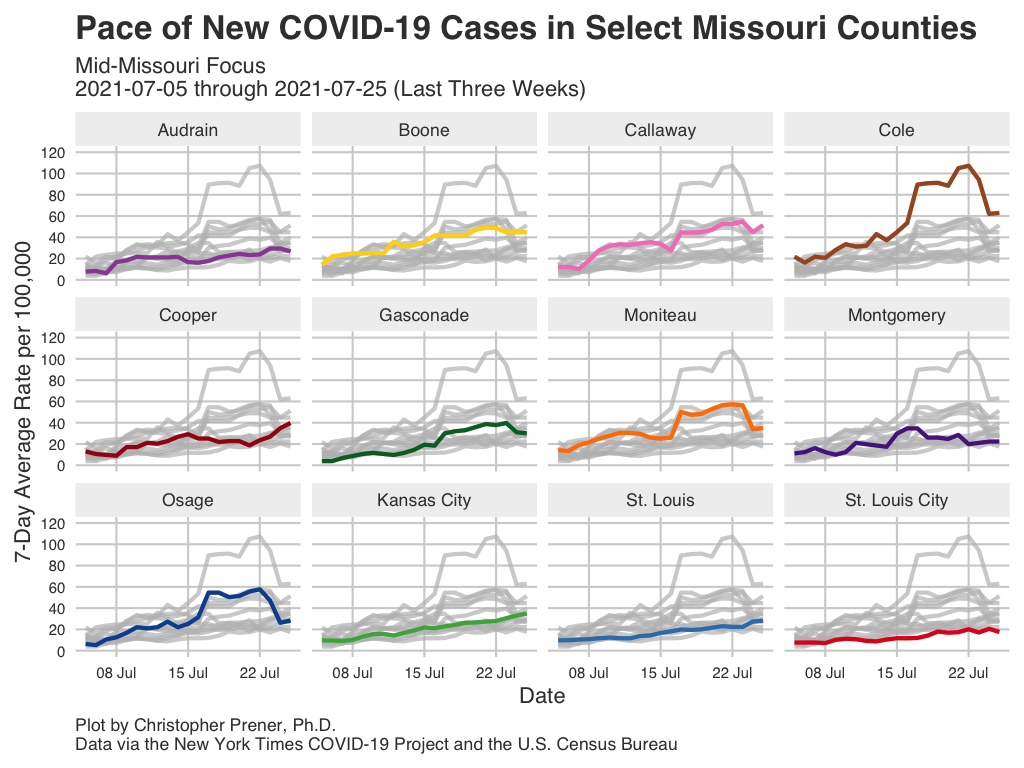 Pace of New COVID-19 Cases in Select Missouri Counties
Mid-Missouri Focus
2021-07-05 through 2021-07-25 (Last Three Weeks)
Audrain Boone Callaway Cole
120
100
80
60
40
20
0
Cooper Gasconade Moniteau Montgomery
120
100
80
60
40
20
0
Osage Kansas City St. Louis St. Louis City
120
100
80
60
40
20
0
7-Day Average Rate per 100,000
08 Jul 15 Jul 22 Jul 08 Jul 15 Jul 22 Jul 08 Jul 15 Jul 22 Jul 08 Jul 15 Jul 22 Jul
Date
Plot by Christopher Prener, Ph.D.
Data via the New York Times COVID-19 Project and the U.S. Census Bureau